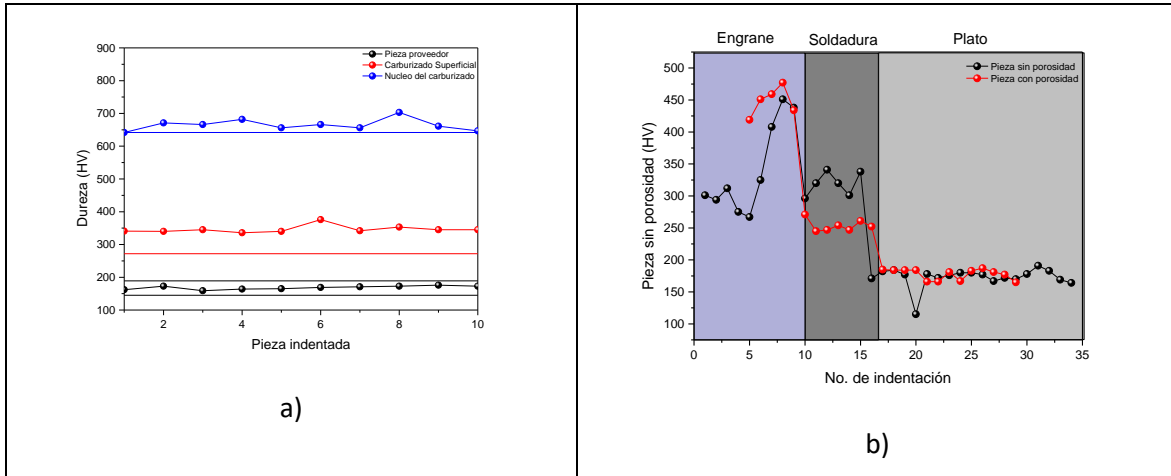 900
800
700
600
500
400
300
200
100
Dureza (HV)
Pieza proveedor
Carburizado Superficial
Nucleo del carburizado
2
4
6
8
10
Pieza indentada
a)
Engrane
Soldadura
Plato
500
450
400
350
300
250
200
150
100
Pieza sin porosidad (HV)
Pieza sin porosidad
Pieza con porosidad
0
5
10
15
20
25
30
35
No. de indentación
b)